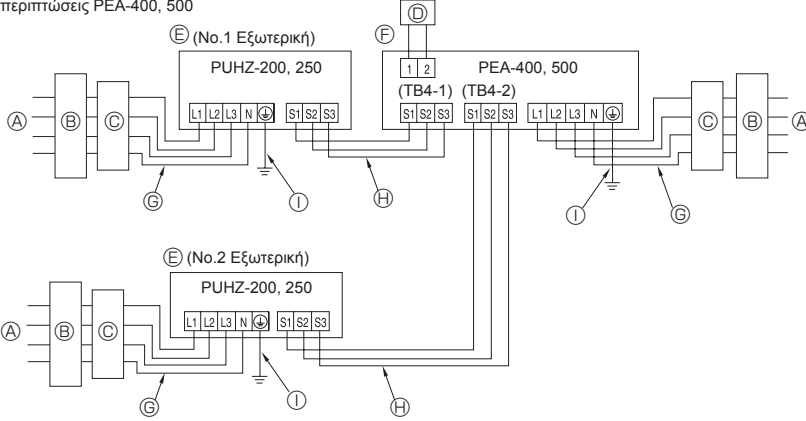 περιπτώσεις PEA-400, 500
Ⓓ
Ⓔ (No.1 Εξωτερική)
Ⓕ
PUHZ-200, 250
1 2
PEA-400, 500
(TB4-1) (TB4-2)
L1 L2 L3 N S1 S2 S3
S1 S2 S3 S1 S2 S3 L1 L2 L3 N
Ⓐ Ⓑ Ⓒ
Ⓒ Ⓑ Ⓐ
Ⓖ Ⓘ Ⓗ
Ⓘ Ⓖ
Ⓔ (No.2 Εξωτερική)
PUHZ-200, 250
L1 L2 L3 N S1 S2 S3
Ⓐ Ⓑ Ⓒ
Ⓖ Ⓘ Ⓗ